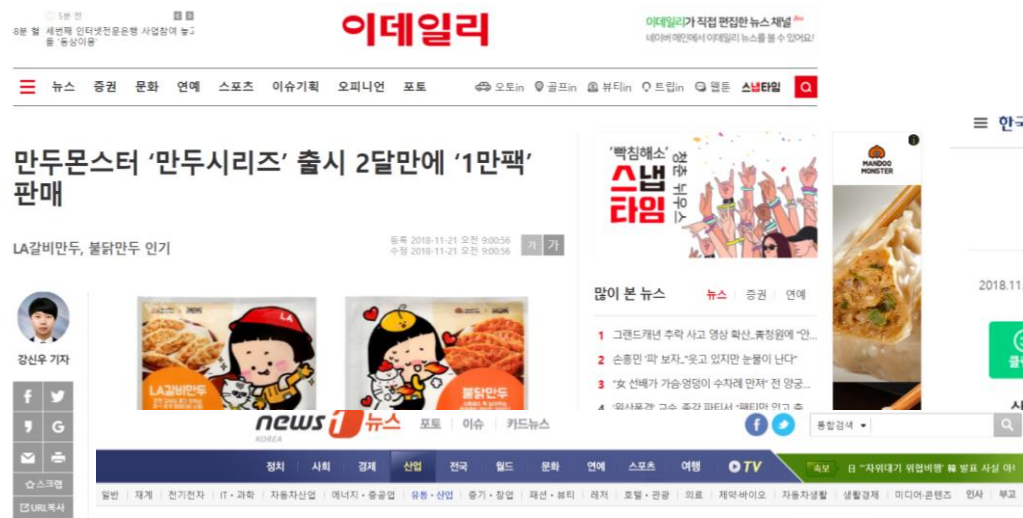 5분 전
8분 혈 세번째 인터넷전문은행 사업참여 놓고
들 '동상이몽'
이데일리
이데일리가 직접 편집한 뉴스 채널
네이버 메인에서 이데일리 뉴스를 볼 수 있어요!
뉴스 증권 문화 연예 스포츠 이슈기획 오피니언 포토 오토in 골프in 뷰티in 트립in 웹툰 스냅타임
만두몬스터 '만두시리즈' 출시 2달만에 '1만팩'
판매
LA갈비만두, 불닭만두 인기
등록 2018-11-21 오전 9:00:56
수정 2018-11-21 오전 9:00:56
가 가
강신우 기자
스크랩
URL복사
LA
LA갈비만두
불닭만두
'빡침해소'
스냅
타임
청춘 뉘우스
많이 본 뉴스 뉴스 증권 연예
1 그랜드캐년 추락 사고 영상 확산..靑청원에 "안...
2 손흥민 '파' 보자.."웃고 있지만 눈물이 난다"
3 "女 선배가 가슴·엉덩이 수차례 만져" 전 양궁...
MANDOO
MONSTER
2018.11.
news1 뉴스 포토 이슈 카드뉴스
KOREA
통합검색
정치 사회 경제 산업 전국 월드 문화 연예 스포츠 여행 TV
속보 日 "자위대기 위협비행' 韓 발표 사실 아
일반 재계 전기전자 IT·과학 자동차산업 에너지·중공업 유통·산업 중기·창업 패션·뷰티 레저 호텔·관광 의료 제약·바이오 자동차생활 생활경제 미디어·콘텐츠 인사 부고